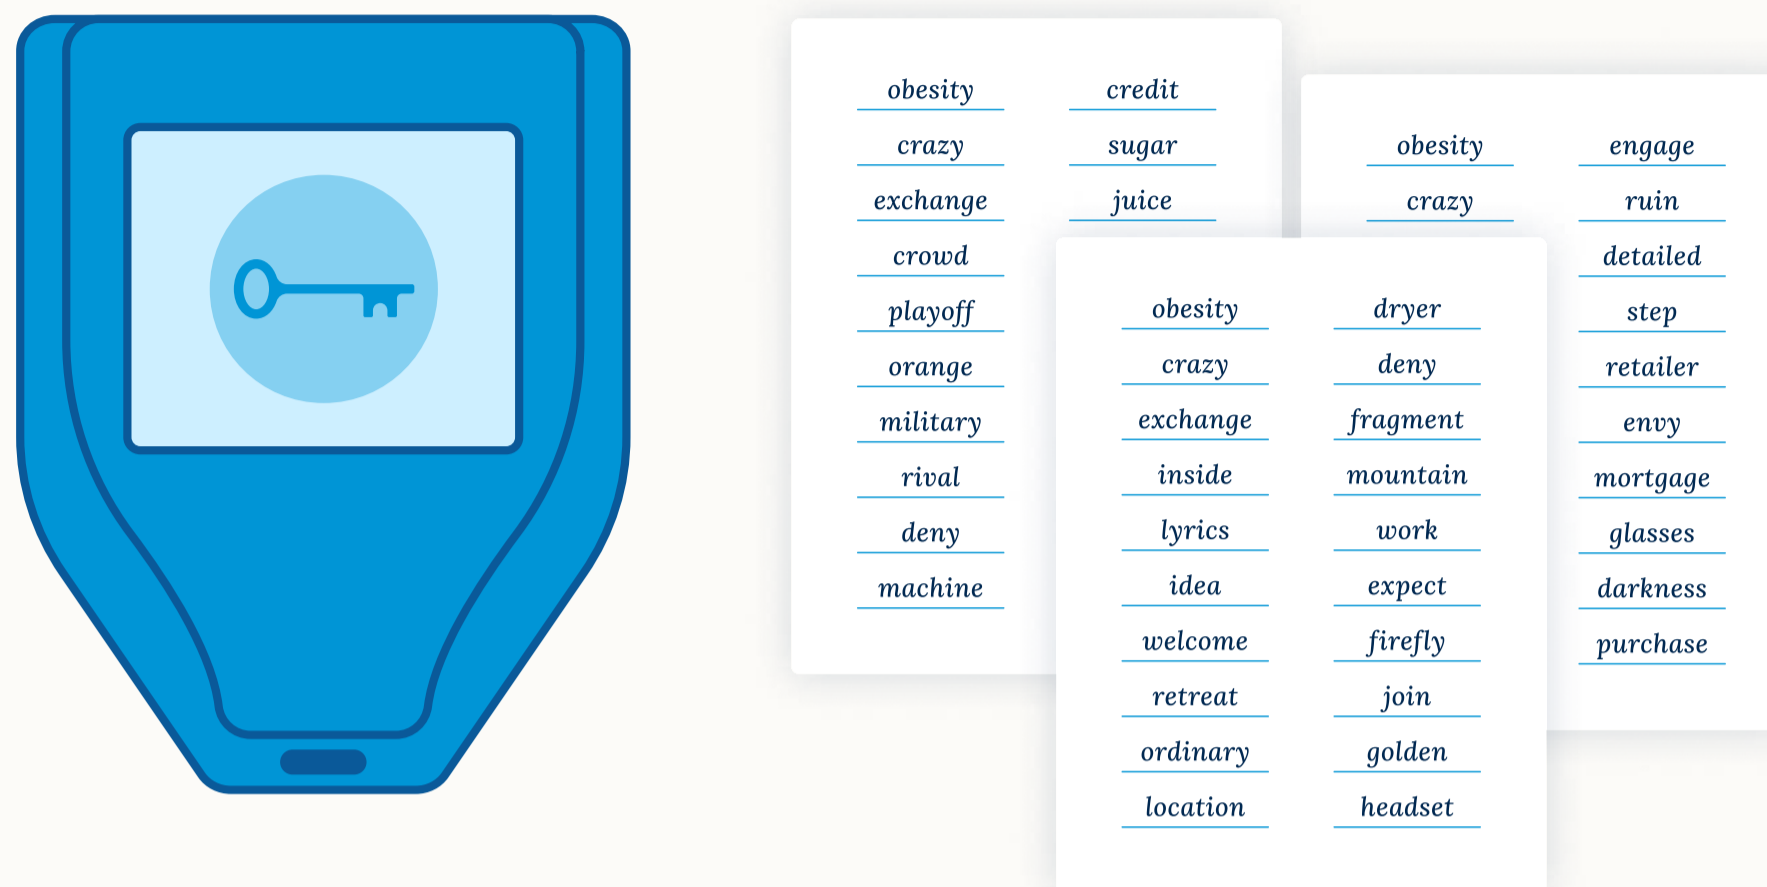 obesity
crazy
exchange
crowd
playoff
orange
military
rival
deny
machine
credit
sugar
juice
obesity
crazy
exchange
inside
lyrics
idea
welcome
retreat
ordinary
location
dryer
deny
fragment
mountain
work
expect
firefly
join
golden
headset
obesity
crazy
engage
ruin
detailed
step
retailer
envy
mortgage
glasses
darkness
purchase